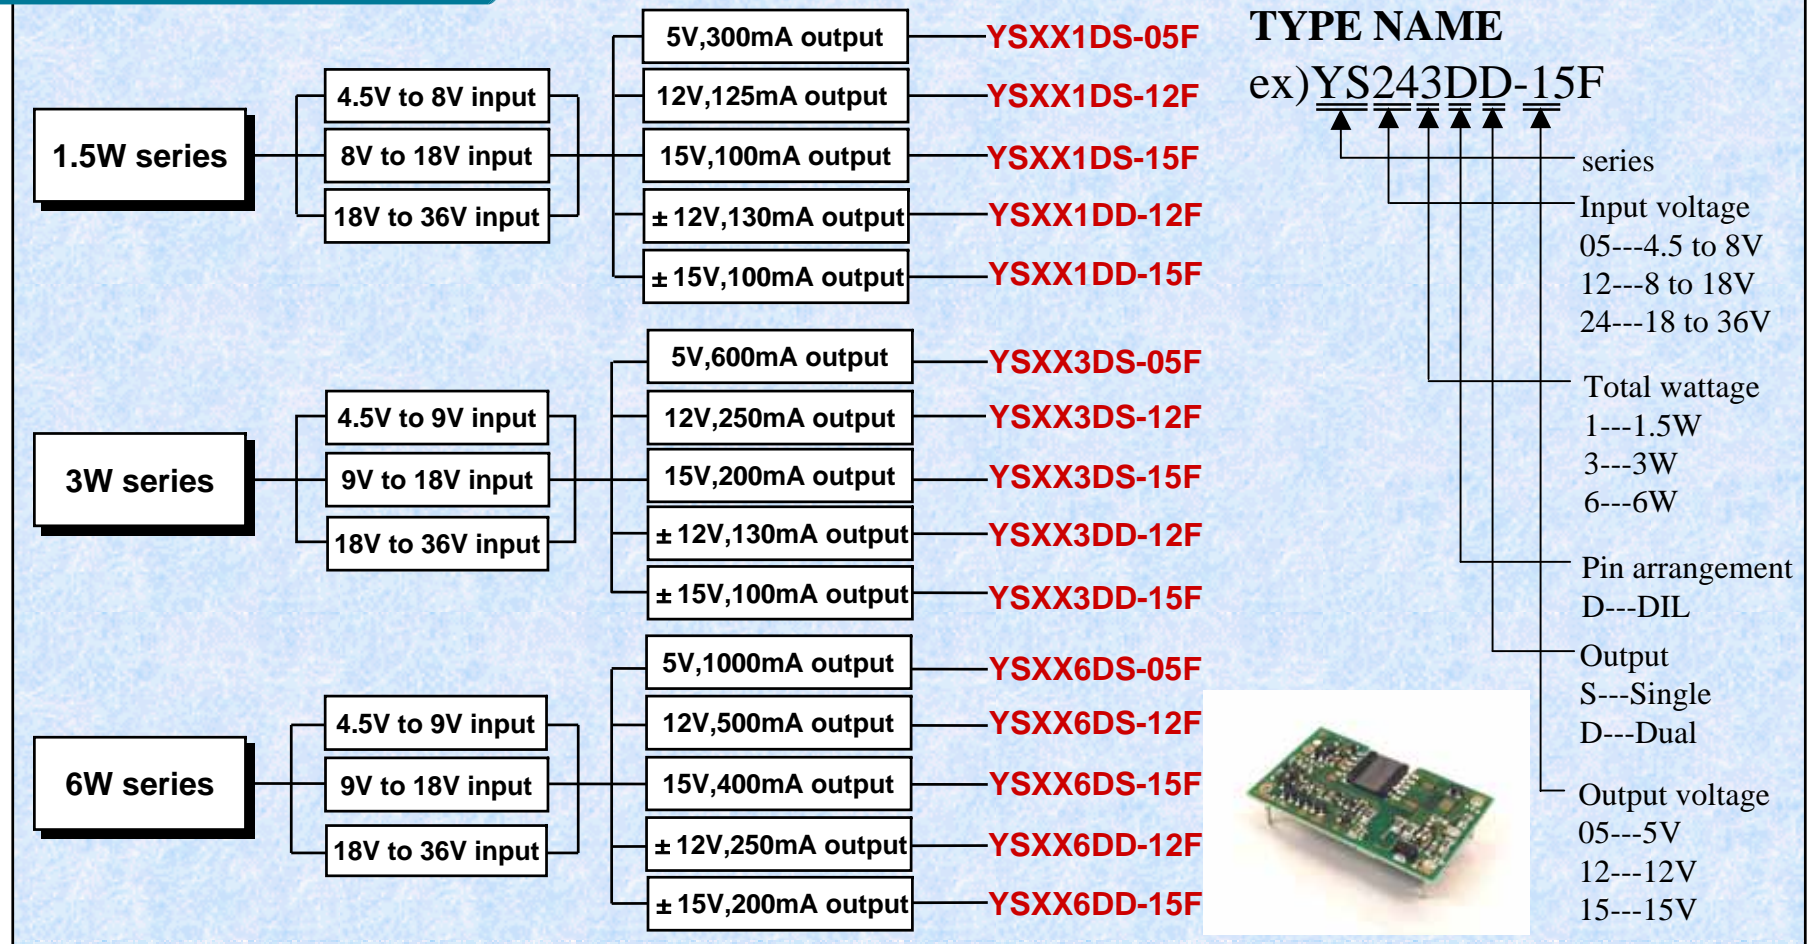 1.5W series
4.5V to 8V input
8V to 18V input
18V to 36V input
5V,300mA output
YSXX1DS-05F
12V,125mA output
YSXX1DS-12F
15V,100mA output
YSXX1DS-15F
± 12V,130mA output
YSXX1DD-12F
± 15V,100mA output
YSXX1DD-15F
3W series
4.5V to 9V input
9V to 18V input
18V to 36V input
5V,600mA output
YSXX3DS-05F
12V,250mA output
YSXX3DS-12F
15V,200mA output
YSXX3DS-15F
± 12V,130mA output
YSXX3DD-12F
± 15V,100mA output
YSXX3DD-15F
6W series
4.5V to 9V input
9V to 18V input
18V to 36V input
5V,1000mA output
YSXX6DS-05F
12V,500mA output
YSXX6DS-12F
15V,400mA output
YSXX6DS-15F
± 12V,250mA output
YSXX6DD-12F
± 15V,200mA output
YSXX6DD-15F
TYPE NAME
ex)YS243DD-15F
series
Input voltage
05---4.5 to 8V
12---8 to 18V
24---18 to 36V
Total wattage
1---1.5W
3---3W
6---6W
Pin arrangement
D---DIL
Output
S---Single
D---Dual
Output voltage
05---5V
12---12V
15---15V